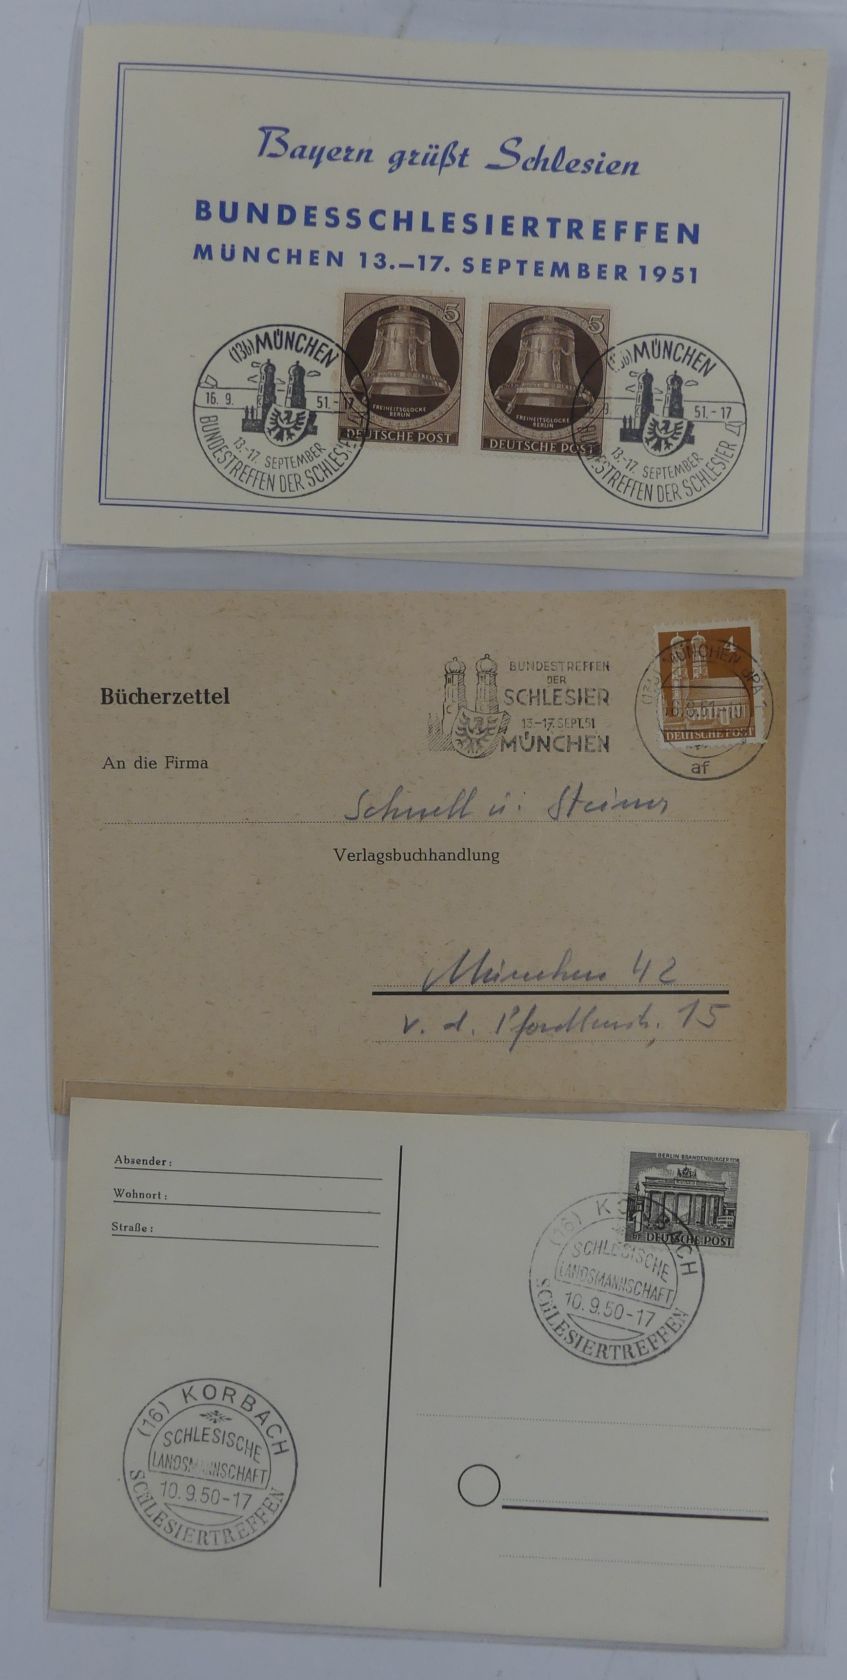 Bayern grüßt Schlesien
BUNDESSCHLESIERTREFFEN
MÜNCHEN 13.–17. SEPTEMBER 1951
5
FREIHEITSGLOCKE
BERLIN
DEUTSCHE POST
5
FREIHEITSGLOCKE
BERLIN
DEUTSCHE POST
(13b) MÜNCHEN
16. 9. 51.-17
13.-17. SEPTEMBER
BUNDESTREFFEN DER SCHLESIER
MÜNCHEN
9. 51.-17
13.-17. SEPTEMBER
BUNDESTREFFEN DER SCHLESIER
BUNDESTREFFEN
DER
SCHLESIER
13.-17. SEPT. 51
MÜNCHEN
4
DEUTSCHE POST
MÜNCHEN
af
Bücherzettel
An die Firma
Schnell u. Steiner
Verlagsbuchhandlung
München 42
v. d. Pfordtenstr. 15
Absender:
Wohnort:
Straße:
BERLIN-BRANDENBURGER TOR
DEUTSCHE POST
(16) KORBACH
SCHLESISCHE
LANDSMANNSCHAFT
10.9.50-17
SCHLESIERTREFFEN
(16) KORBACH
SCHLESISCHE
LANDSMANNSCHAFT
10.9.50-17
SCHLESIERTREFFEN